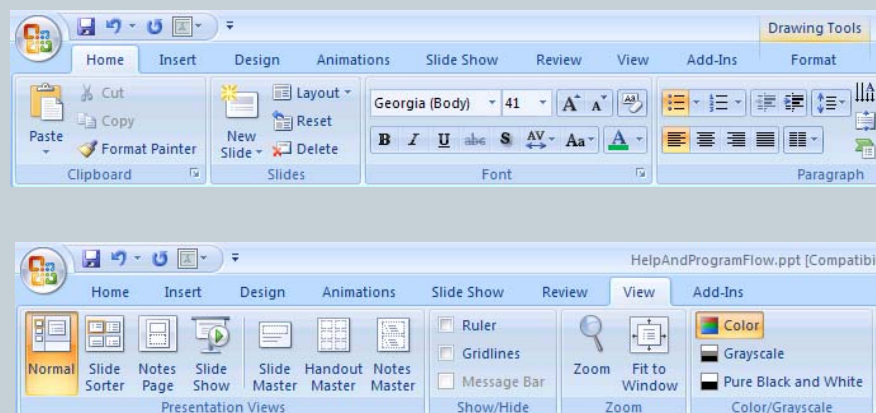 Drawing Tools
Home Insert Design Animations Slide Show Review View Add-Ins Format
Cut
Copy
Format Painter
Paste
Clipboard
New
Slide
Layout
Reset
Delete
Slides
Georgia (Body) 41 A A
B I U abc S AV Aa A
Font
Paragraph
HelpAndProgramFlow.ppt [Compatibi
Home Insert Design Animations Slide Show Review View Add-Ins
Normal
Slide
Sorter
Notes
Page
Slide
Show
Slide
Master
Handout
Master
Notes
Master
Presentation Views
Ruler
Gridlines
Message Bar
Show/Hide
Zoom
Fit to
Window
Zoom
Color
Grayscale
Pure Black and White
Color/Grayscale